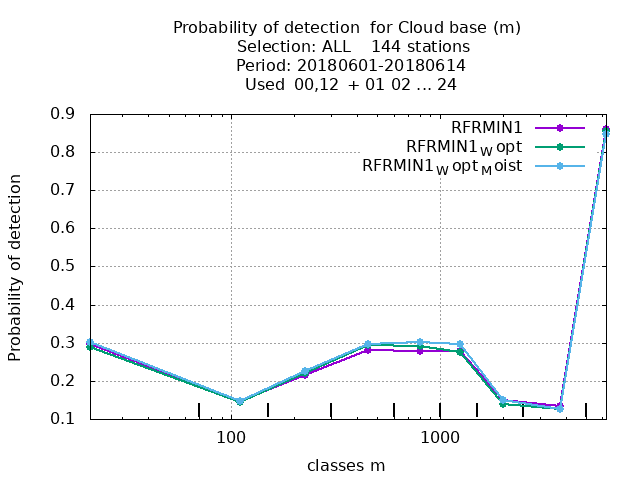 Probability of detection for Cloud base (m)
Selection: ALL 144 stations
Period: 20180601-20180614
Used 00,12 + 01 02 ... 24
RFRMIN1
RFRMIN1Wopt
RFRMIN1WoptMoist
0.9
0.8
0.7
0.6
0.5
0.4
0.3
0.2
0.1
Probability of detection
100 1000
classes m